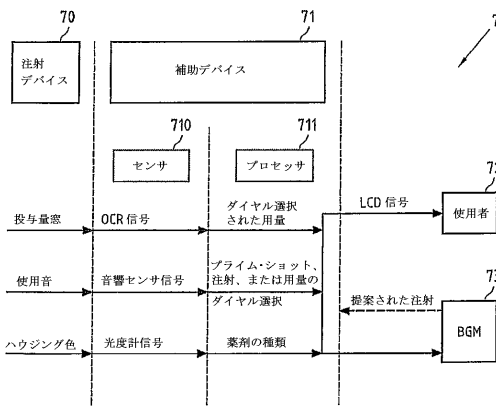 70
71
7
注射
デバイス
補助デバイス
710
711
センサ
プロセッサ
72
投与量窓
OCR 信号
ダイヤル選択
された用量
LCD 信号
使用者
使用音
音響センサ信号
プライム・ショット、
注射、または用量の
ダイヤル選択
提案された注射
73
BGM
ハウジング色
光度計信号
薬剤の種類